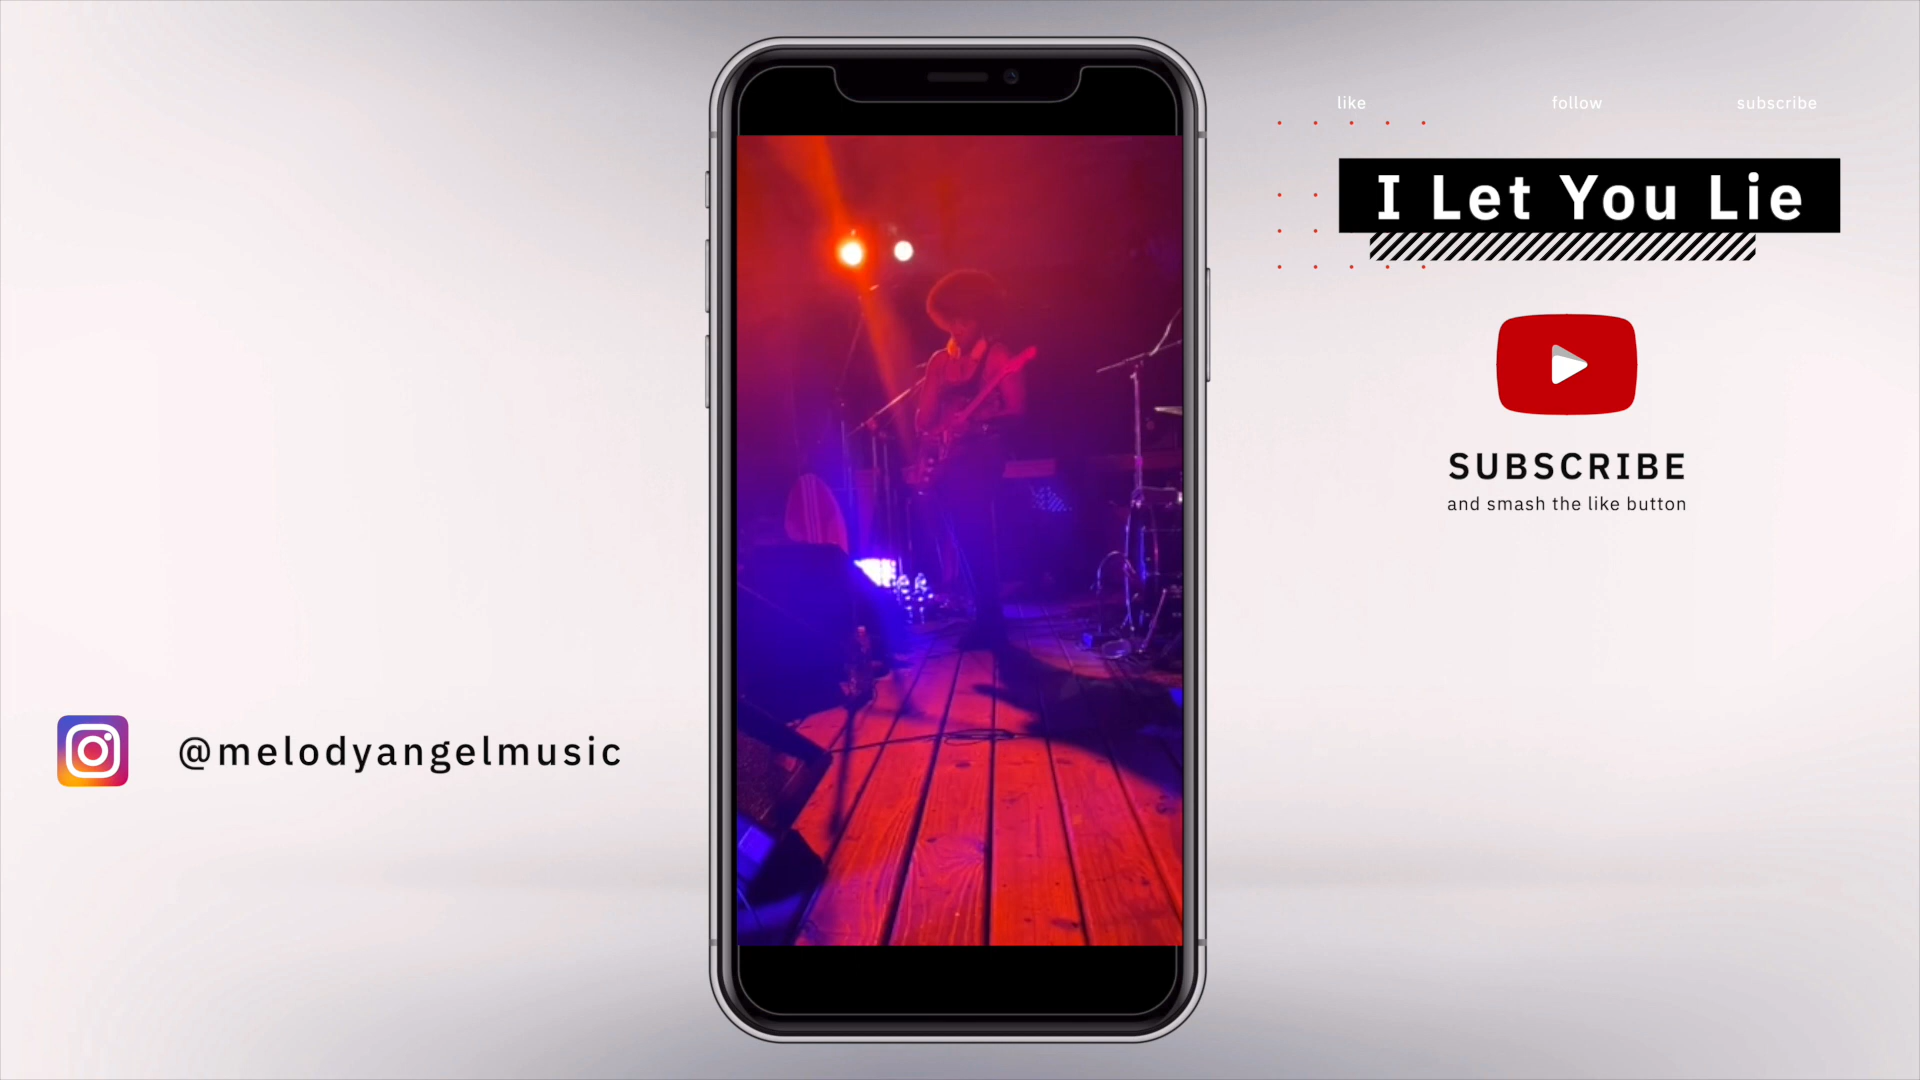 like follow subscribe
I Let You Lie
SUBSCRIBE
and smash the like button
@melodyangelmusic